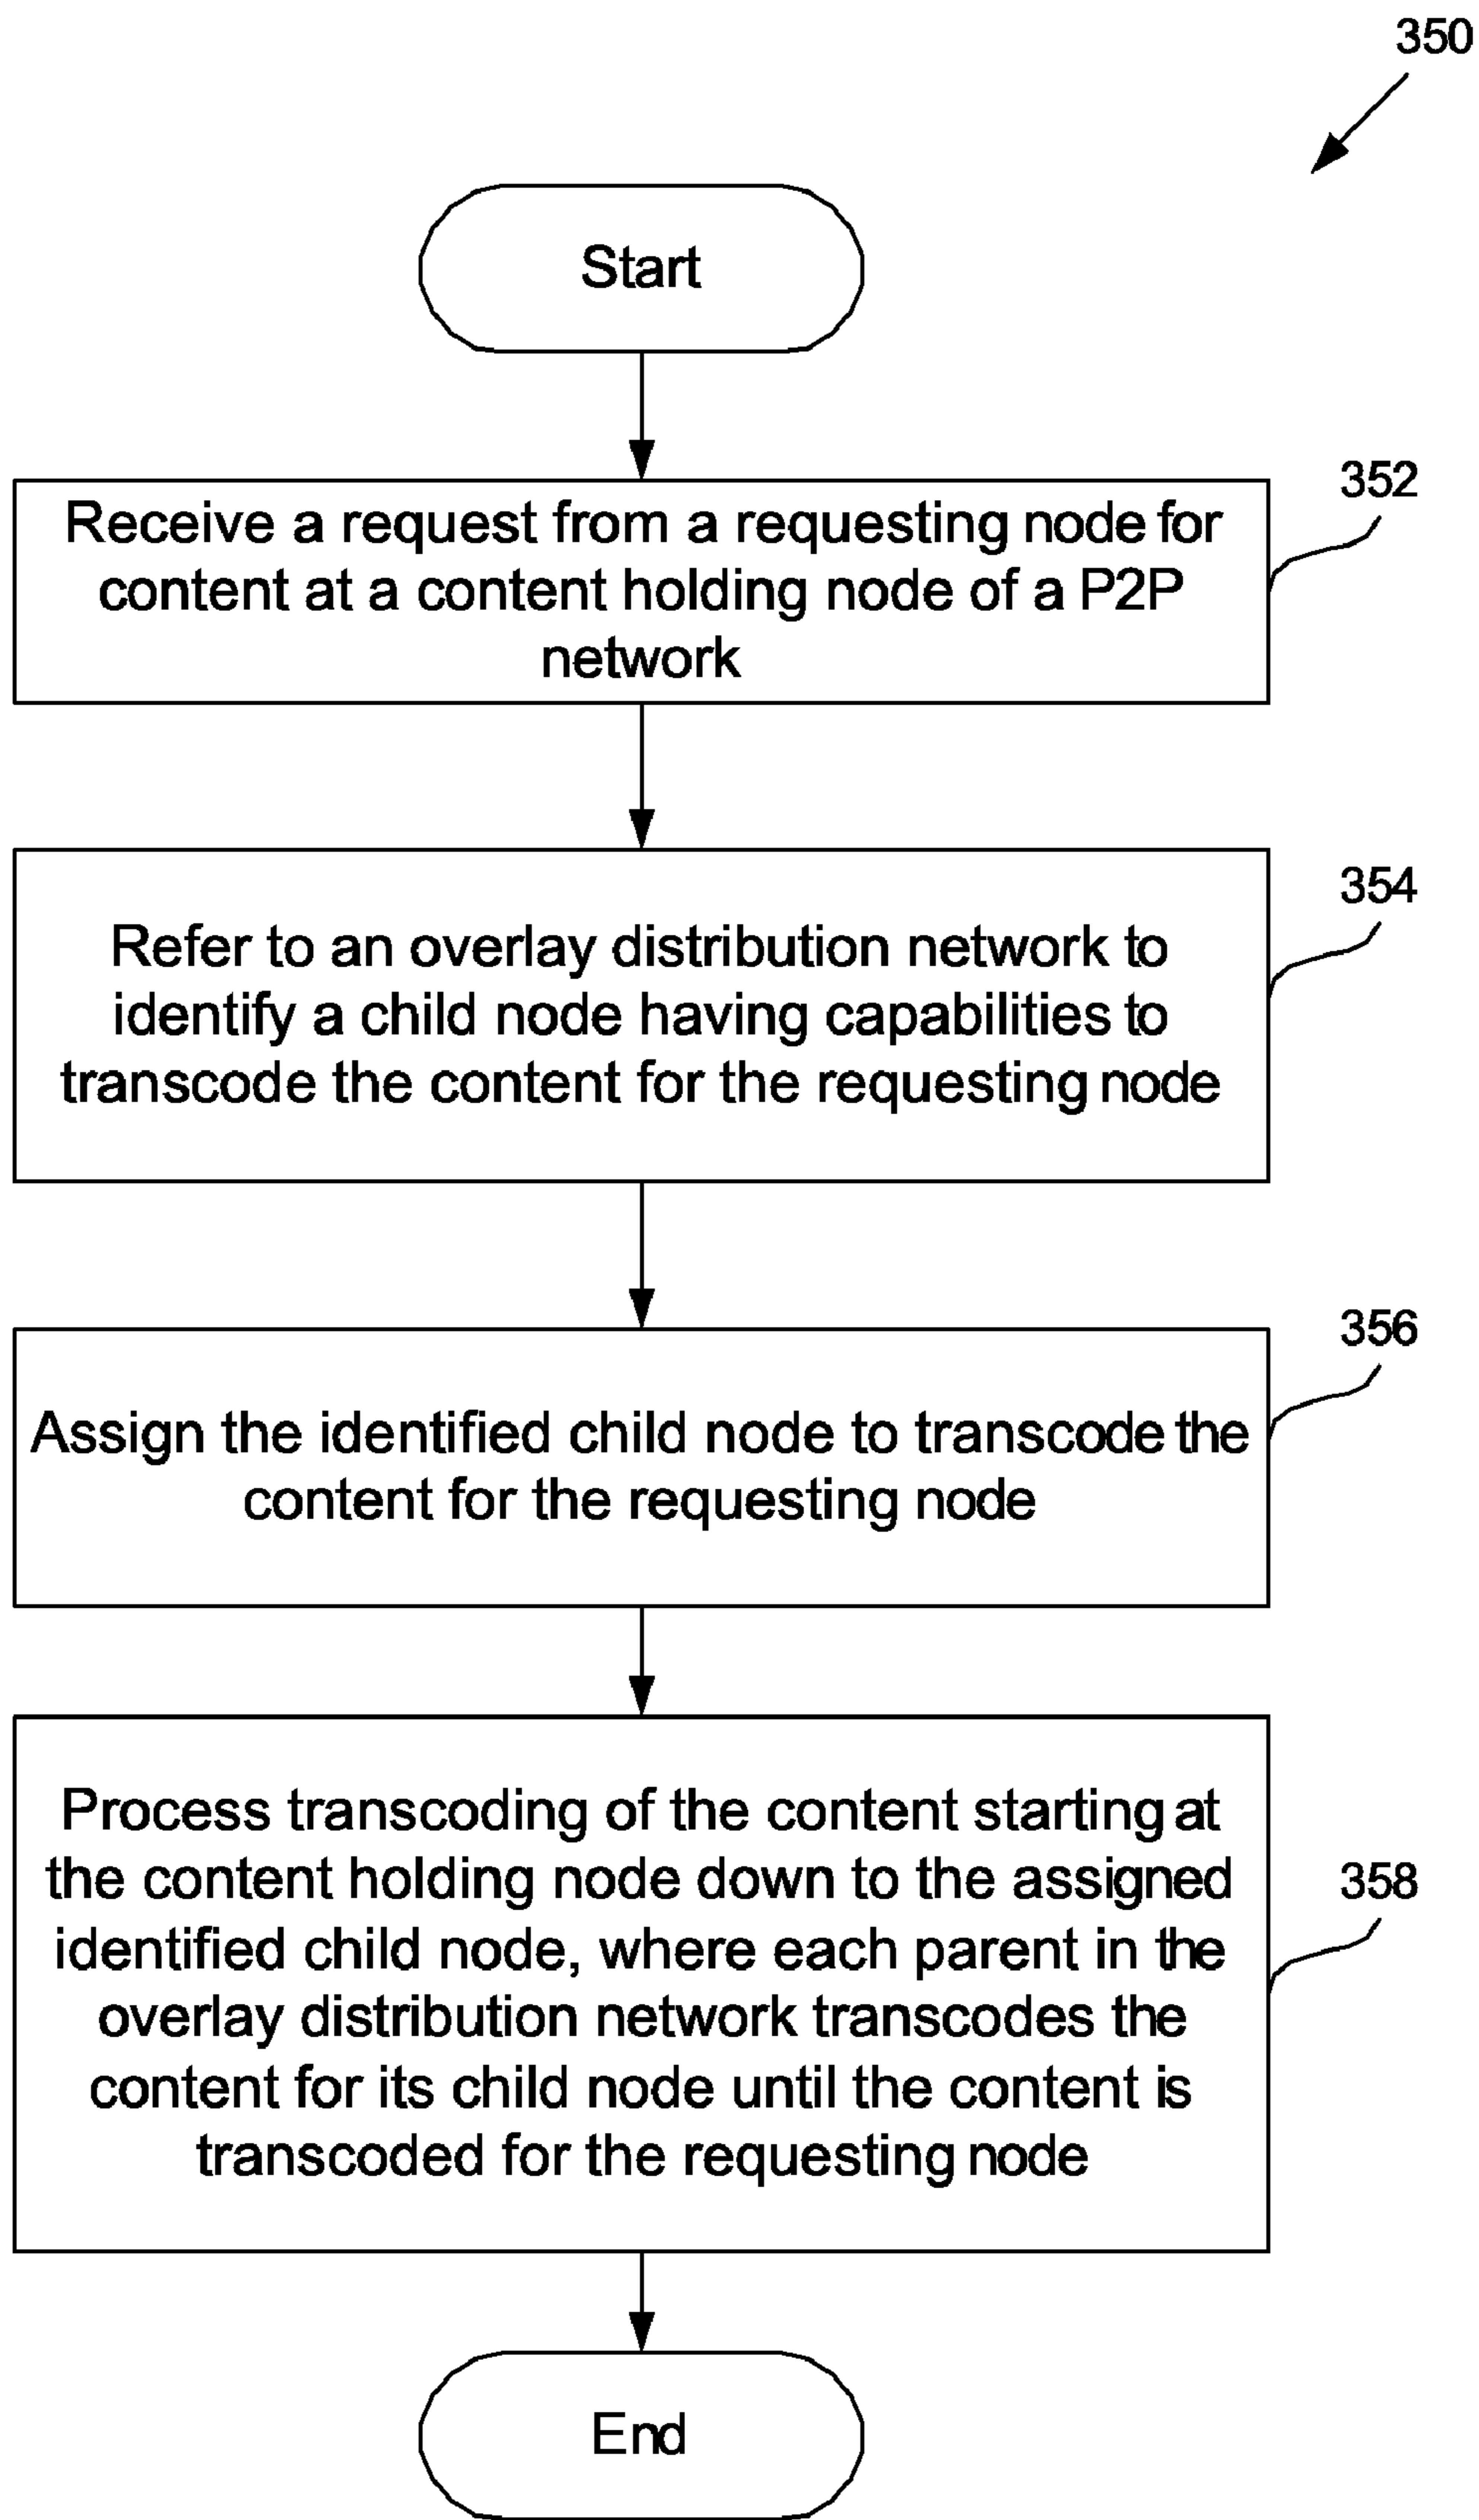 350
Start
352
Receive a request from a requesting node for
content at a content holding node of a P2P
network
354
Refer to an overlay distribution network to
identify a child node having capabilities to
transcode the content for the requesting node
356
Assign the identified child node to transcode the
content for the requesting node
358
Process transcoding of the content starting at
the content holding node down to the assigned
identified child node, where each parent in the
overlay distribution network transcodes the
content for its child node until the content is
transcoded for the requesting node
End